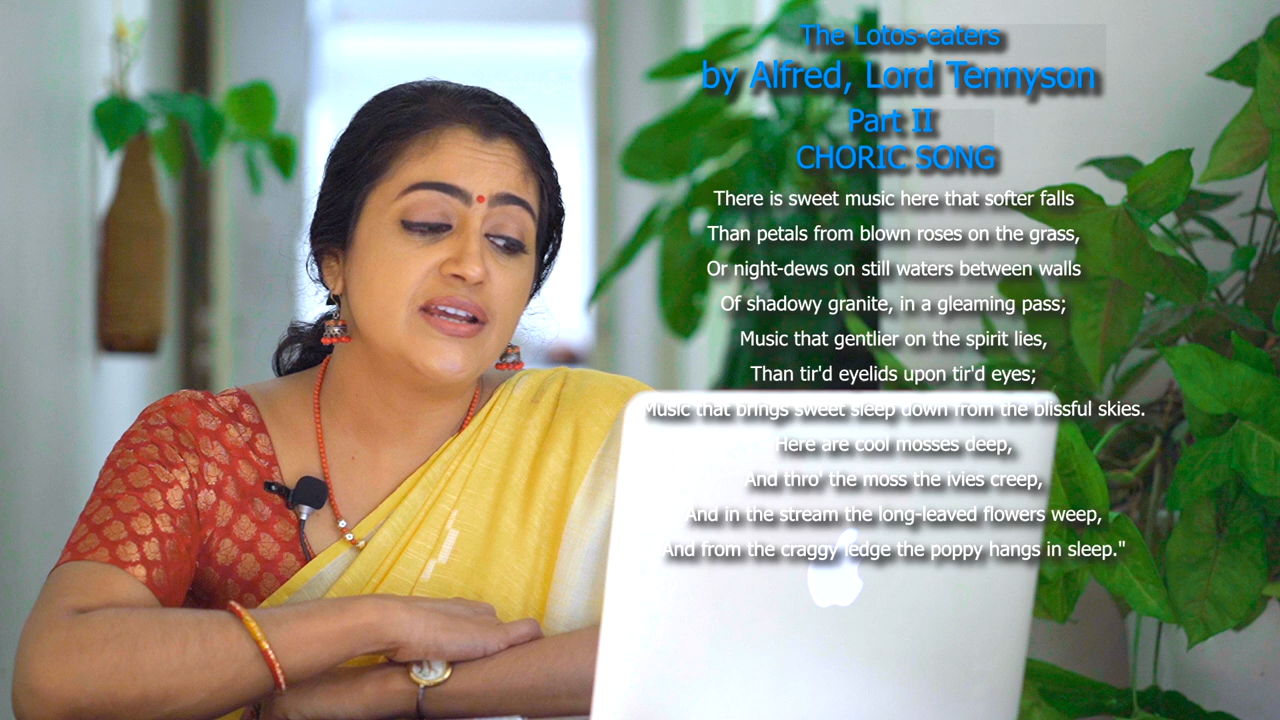 The Lotos-eaters
by Alfred, Lord Tennyson
Part II
CHORIC SONG
There is sweet music here that softer falls
Than petals from blown roses on the grass,
Or night-dews on still waters between walls
Of shadowy granite, in a gleaming pass;
Music that gentlier on the spirit lies,
Than tir'd eyelids upon tir'd eyes;
Music that brings sweet sleep down from the blissful skies.
Here are cool mosses deep,
And thro' the moss the ivies creep,
And in the stream the long-leaved flowers weep,
And from the craggy ledge the poppy hangs in sleep."